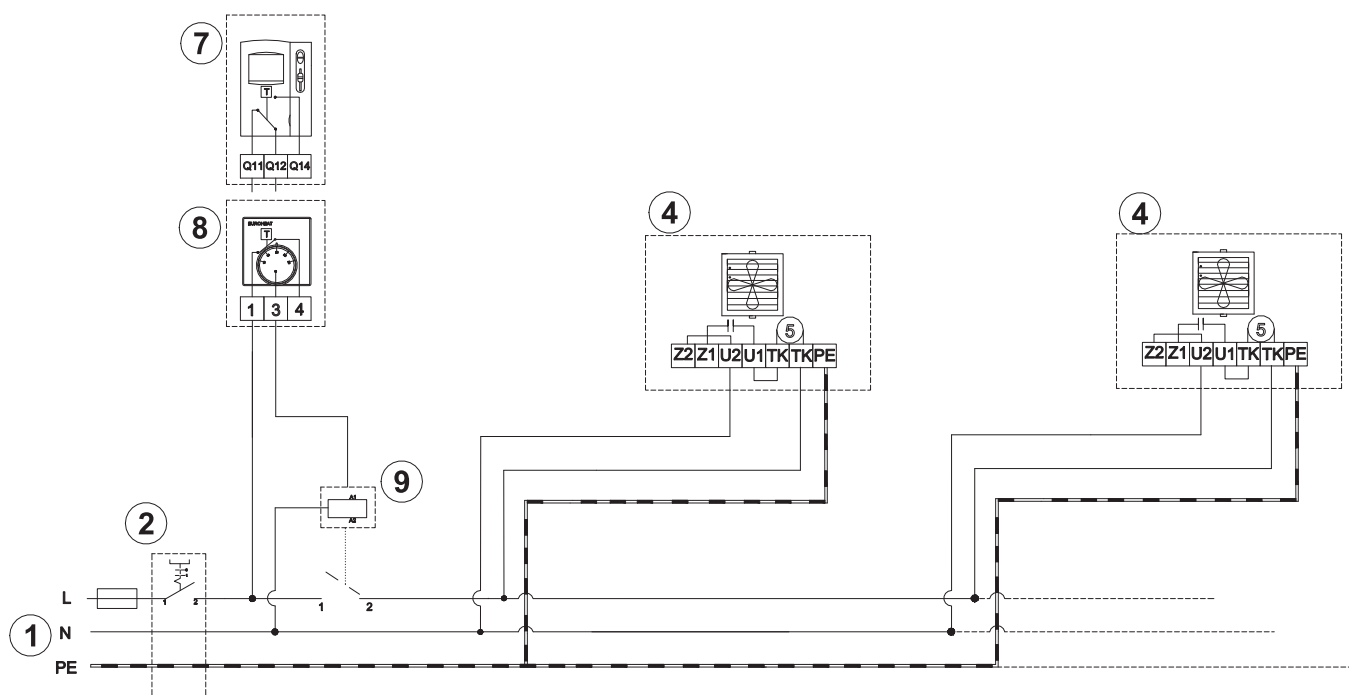 7
T
Q11 Q12 Q14
8
EUROHEAT
T
1 3 4
4
5
Z2 Z1 U2 U1 TK TK PE
4
5
Z2 Z1 U2 U1 TK TK PE
9
A1
A2
2
L
1 2
1 2
1
N
PE